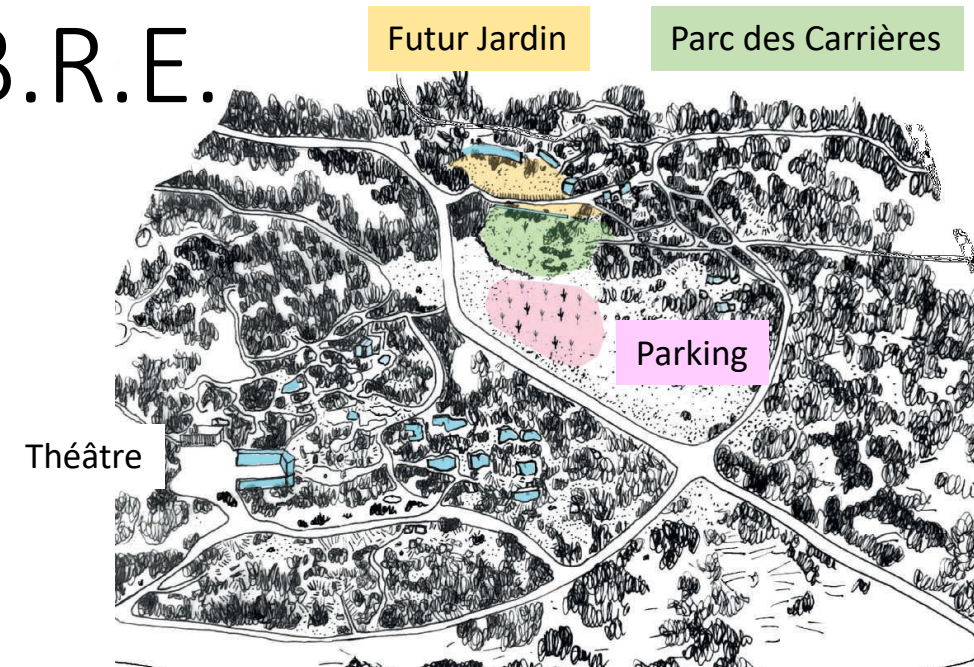 B.R.E.
Futur Jardin
Parc des Carrières
Parking
Théâtre